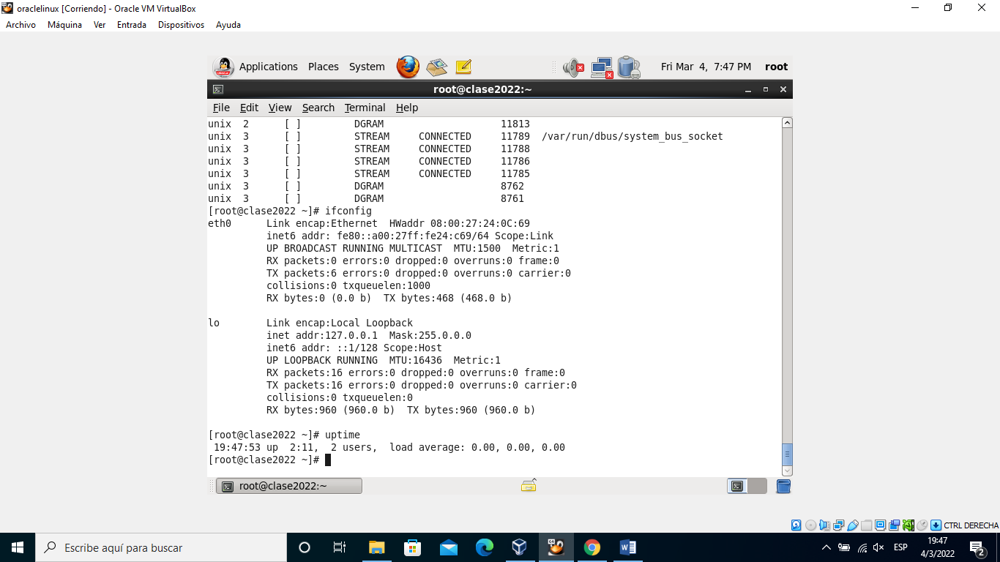 oraclelinux [Corriendo] - Oracle VM VirtualBox
Archivo Máquina Ver Entrada Dispositivos Ayuda
Applications Places System Fri Mar 4, 7:47 PM root
root@clase2022:~
File Edit View Search Terminal Help
unix  2      [ ]         DGRAM                    11813
unix  3      [ ]         STREAM     CONNECTED     11789  /var/run/dbus/system_bus_socket
unix  3      [ ]         STREAM     CONNECTED     11788
unix  3      [ ]         STREAM     CONNECTED     11786
unix  3      [ ]         STREAM     CONNECTED     11785
unix  3      [ ]         DGRAM                    8762
unix  3      [ ]         DGRAM                    8761
[root@clase2022 ~]# ifconfig
eth0      Link encap:Ethernet  HWaddr 08:00:27:24:0C:69
          inet6 addr: fe80::a00:27ff:fe24:c69/64 Scope:Link
          UP BROADCAST RUNNING MULTICAST  MTU:1500  Metric:1
          RX packets:0 errors:0 dropped:0 overruns:0 frame:0
          TX packets:6 errors:0 dropped:0 overruns:0 carrier:0
          collisions:0 txqueuelen:1000
          RX bytes:0 (0.0 b)  TX bytes:468 (468.0 b)
lo        Link encap:Local Loopback
          inet addr:127.0.0.1  Mask:255.0.0.0
          inet6 addr: ::1/128 Scope:Host
          UP LOOPBACK RUNNING  MTU:16436  Metric:1
          RX packets:16 errors:0 dropped:0 overruns:0 frame:0
          TX packets:16 errors:0 dropped:0 overruns:0 carrier:0
          collisions:0 txqueuelen:0
          RX bytes:960 (960.0 b)  TX bytes:960 (960.0 b)
[root@clase2022 ~]# uptime
 19:47:53 up  2:11,  2 users,  load average: 0.00, 0.00, 0.00
[root@clase2022 ~]#
root@clase2022:~
CTRL DERECHA
Escribe aquí para buscar
ESP
19:47
4/3/2022
2